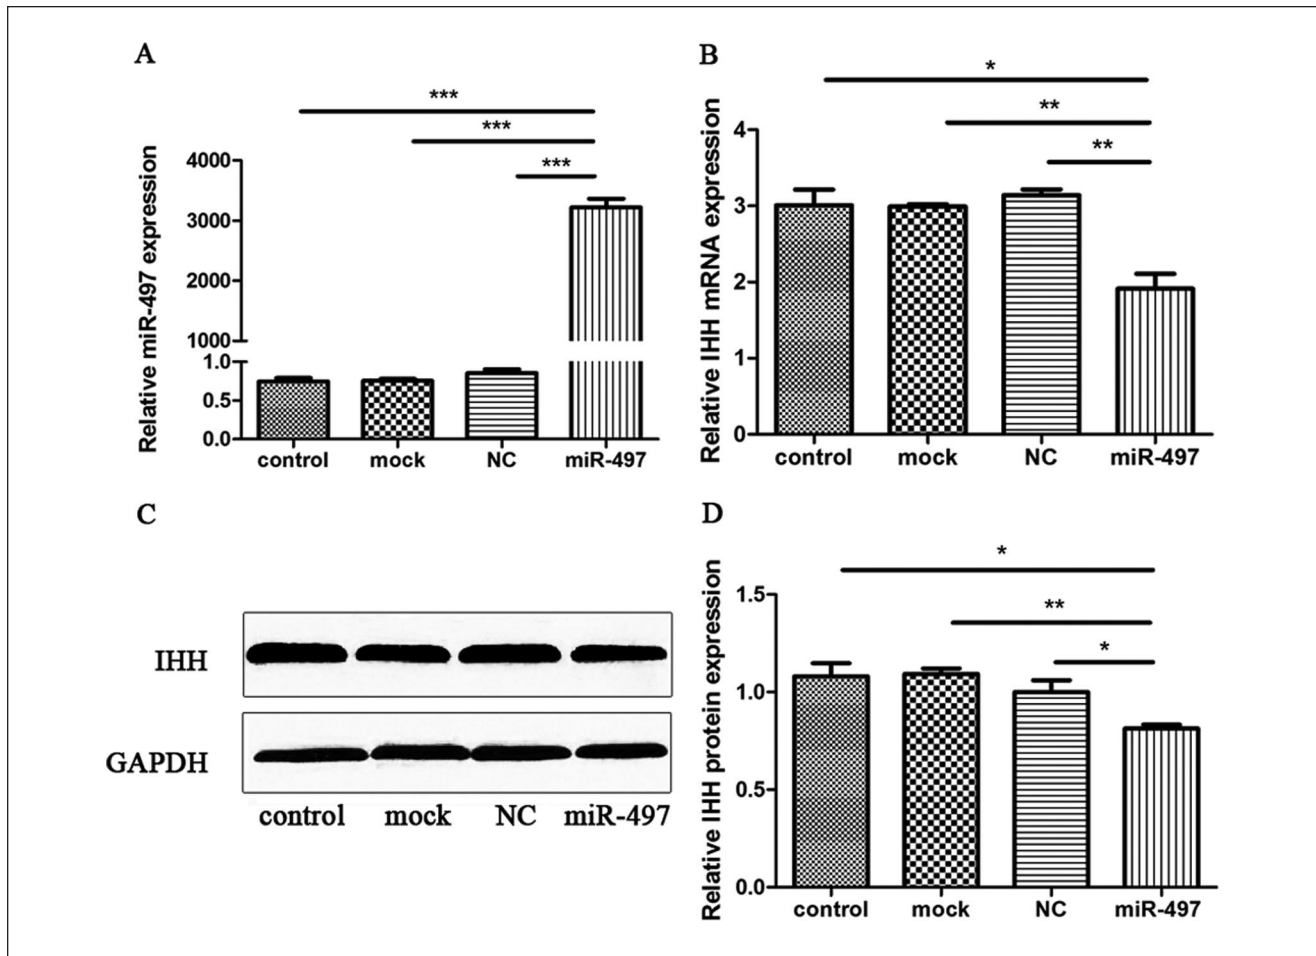 A
***
***
***
Relative miR-497 expression
4000
3000
2000
1000
1.0
0.5
0.0
control mock NC miR-497
B
*
**
**
Relative IHH mRNA expression
4
3
2
1
0
control mock NC miR-497
C
IHH
GAPDH
control mock NC miR-497
D
*
**
*
Relative IHH protein expression
1.5
1.0
0.5
0.0
control mock NC miR-497